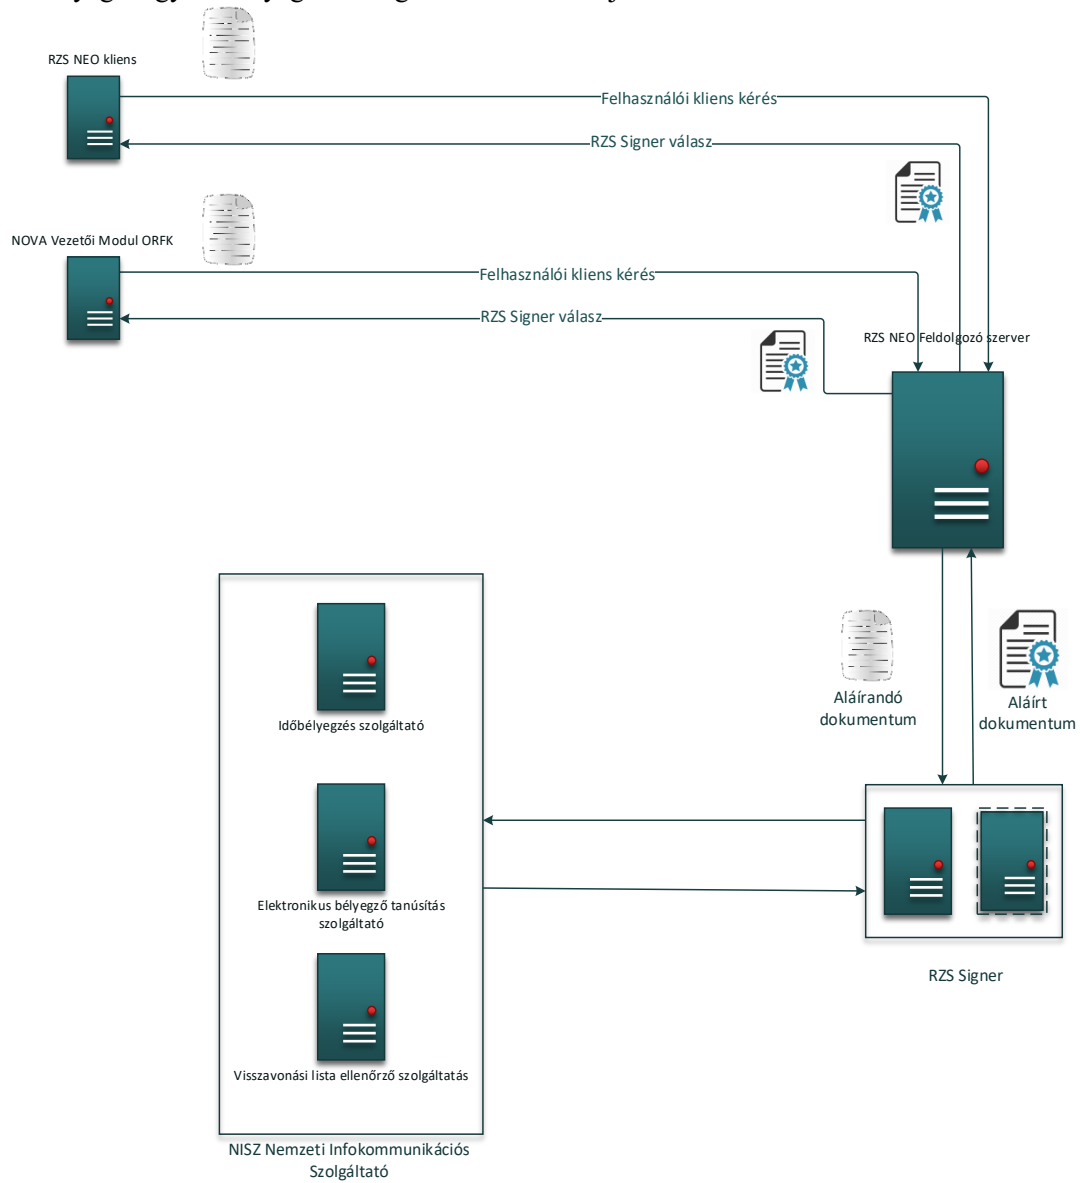 RZS NEO kliens
Felhasználói kliens kérés
RZS Signer válasz
NOVA Vezetői Modul ORFK
Felhasználói kliens kérés
RZS Signer válasz
RZS NEO Feldolgozó szerver
Aláírandó
dokumentum
Aláírt
dokumentum
Időbélyegzés szolgáltató
Elektronikus bélyegző tanúsítás
szolgáltató
Visszavonási lista ellenőrző szolgáltatás
RZS Signer
NISZ Nemzeti Infokommunikációs
Szolgáltató